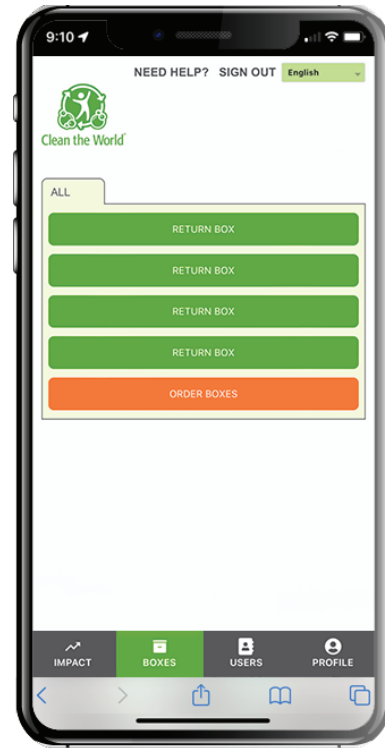 9:10
NEED HELP? SIGN OUT English
Clean the World
ALL
RETURN BOX
RETURN BOX
RETURN BOX
RETURN BOX
ORDER BOXES
IMPACT BOXES USERS PROFILE